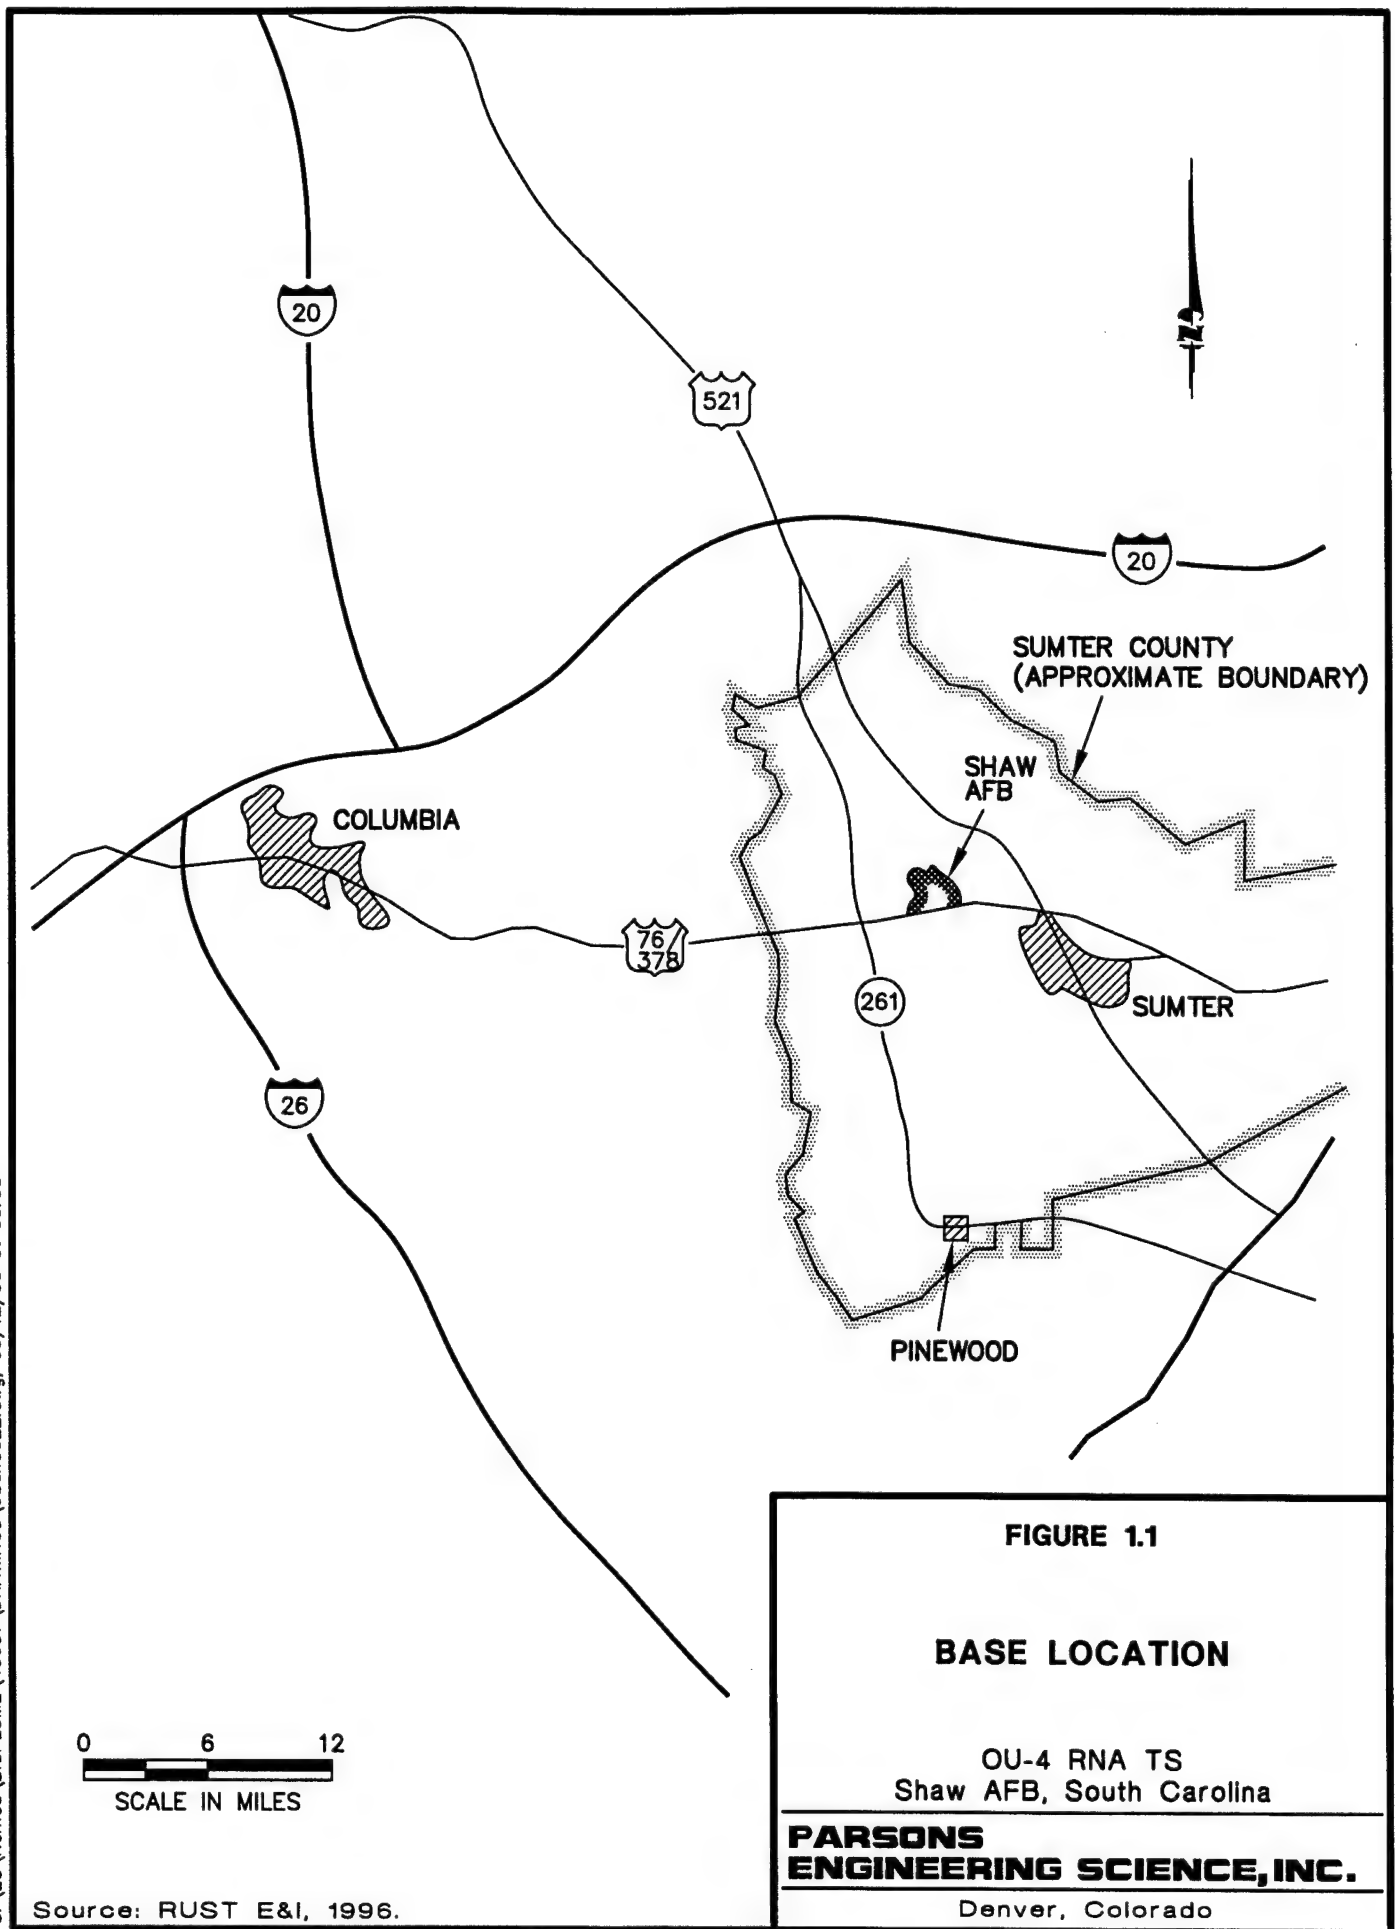 20
521
20
SUMTER COUNTY
(APPROXIMATE BOUNDARY)
SHAW
AFB
COLUMBIA
76/
378
261
SUMTER
26
PINEWOOD
FIGURE 1.1
BASE LOCATION
0 6 12
SCALE IN MILES
OU-4 RNA TS
Shaw AFB, South Carolina
PARSONS
ENGINEERING SCIENCE, INC.
Denver, Colorado
Source: RUST E&I, 1996.